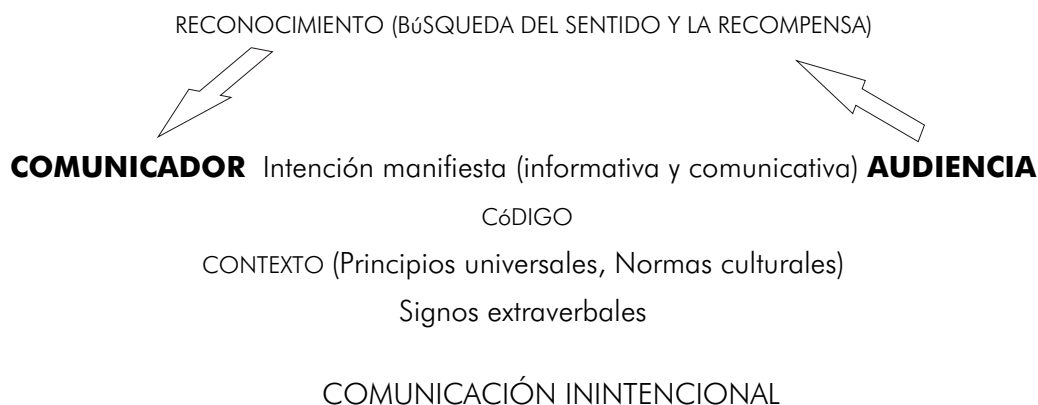 RECONOCIMIENTO (BúSQUEDA DEL SENTIDO Y LA RECOMPENSA)
COMUNICADOR Intención manifiesta (informativa y comunicativa) AUDIENCIA
CóDIGO
CONTEXTO (Principios universales, Normas culturales)
Signos extraverbales
COMUNICACIÓN ININTENCIONAL